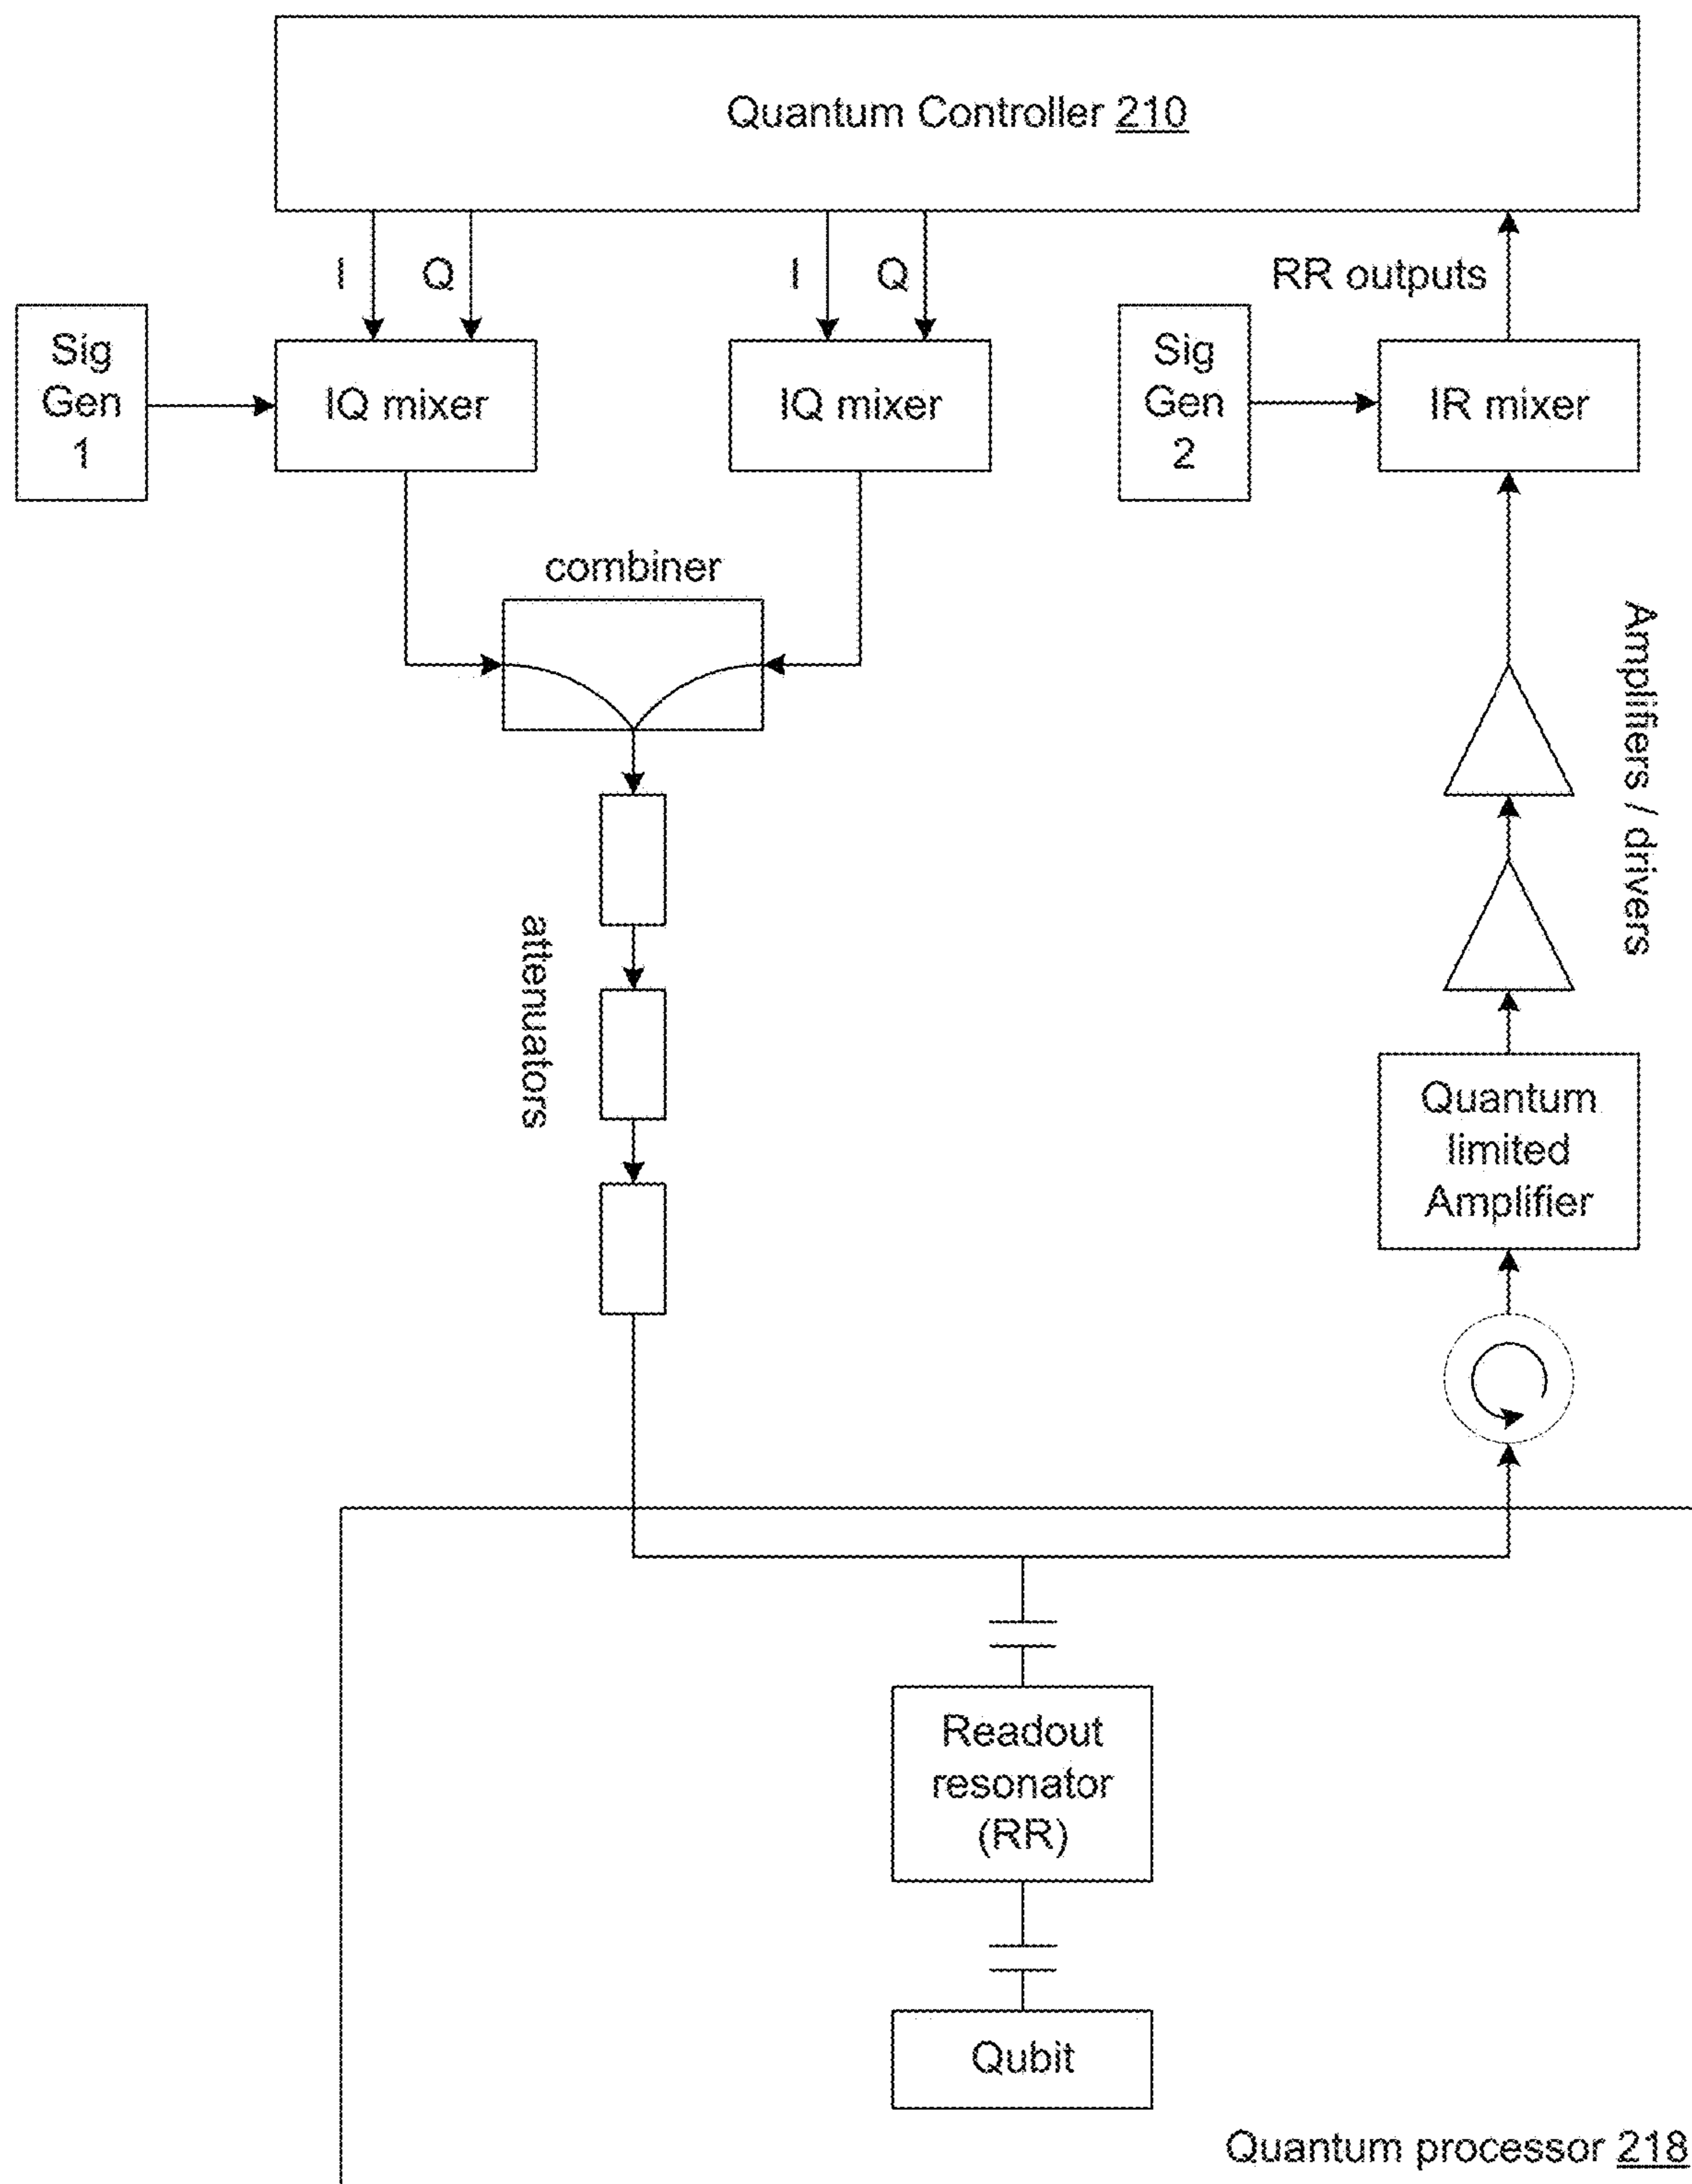 Quantum Controller 210
I
Q
I
Q
RR outputs
Sig
Gen
1
IQ mixer
IQ mixer
Sig
Gen
2
IR mixer
combiner
Amplifiers / drivers
attenuators
Quantum
limited
Amplifier
Readout
resonator
(RR)
Qubit
Quantum processor 218